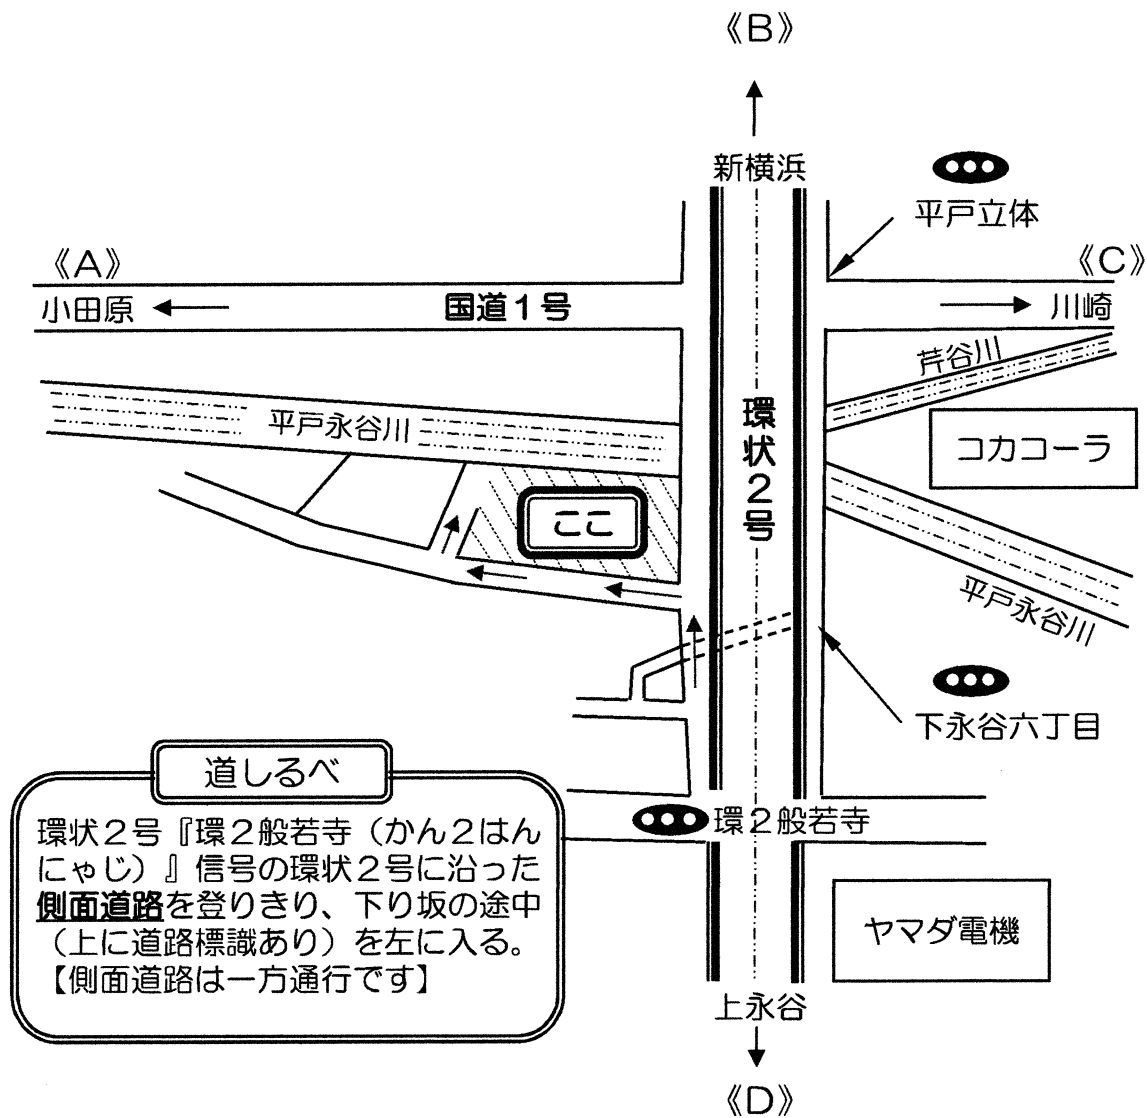 《B》
新横浜
平戸立体
《A》
《C》
小田原
国道1号
川崎
芹谷川
平戸永谷川
環状2号
コカコーラ
ここ
平戸永谷川
下永谷六丁目
道しるべ
環2般若寺
環状2号『環2般若寺（かん2はん
にゃじ）』信号の環状2号に沿った
側面道路を登りきり、下り坂の途中
（上に道路標識あり）を左に入る。
【側面道路は一方通行です】
ヤマダ電機
上永谷
《D》